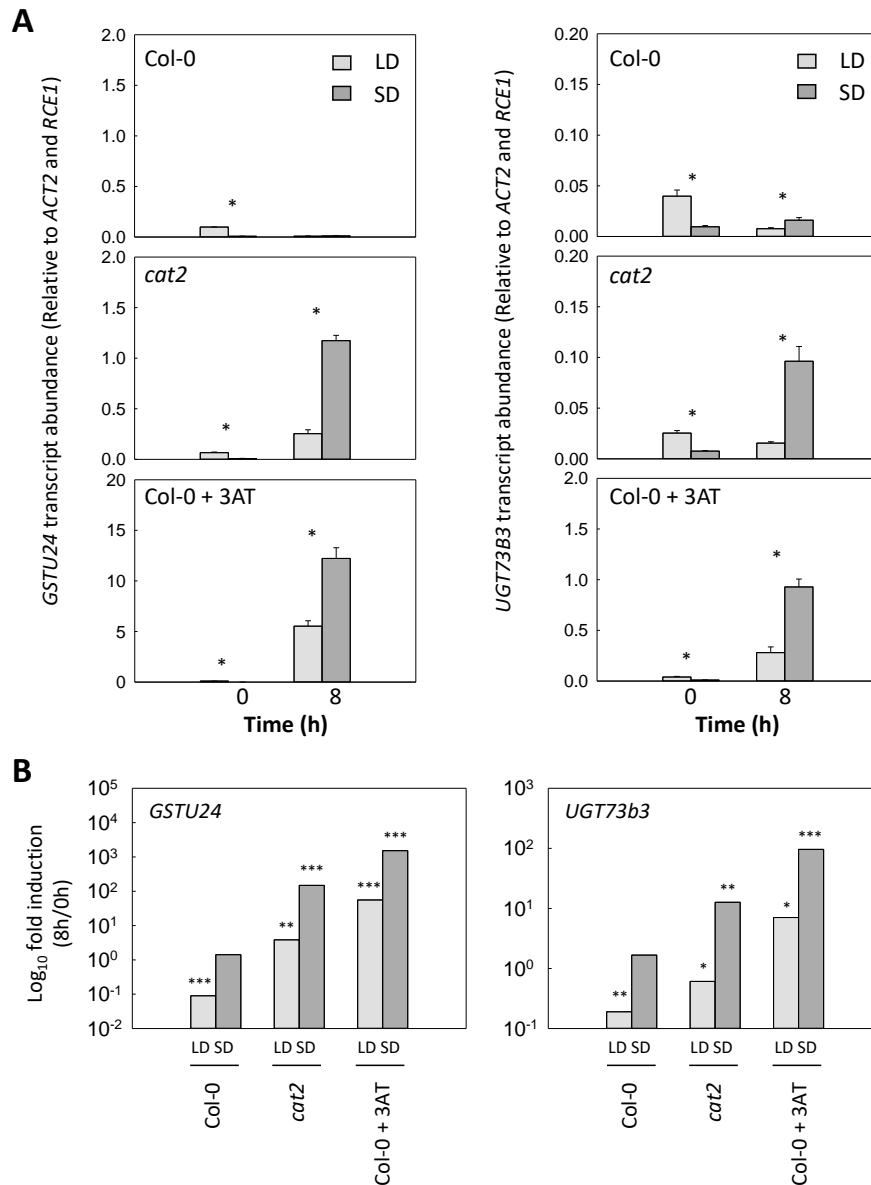 A
GSTU24 transcript abundance (Relative to ACT2 and RCE1)
2.0
1.5
1.0
0.5
0.0
Col-0
LD
SD
*
1.5
1.0
0.5
0.0
cat2
*
*
20
15
10
5
0
Col-0 + 3AT
*
*
0 8
Time (h)
UGT73B3 transcript abundance (Relative to ACT2 and RCE1)
0.20
0.15
0.10
0.05
0.00
Col-0
LD
SD
*
*
0.20
0.10
0.05
0.00
cat2
*
*
2.0
1.0
0.5
0.0
Col-0 + 3AT
*
*
0 8
Time (h)
B
Log10 fold induction
(8h/0h)
10^5
10^4
10^3
10^2
10^1
10^0
10^-1
10^-2
GSTU24
***
**
***
***
***
LD SD LD SD LD SD
Col-0
cat2
Col-0 + 3AT
10^3
10^2
10^1
10^0
10^-1
UGT73b3
**
*
**
*
***
LD SD LD SD LD SD
Col-0
cat2
Col-0 + 3AT